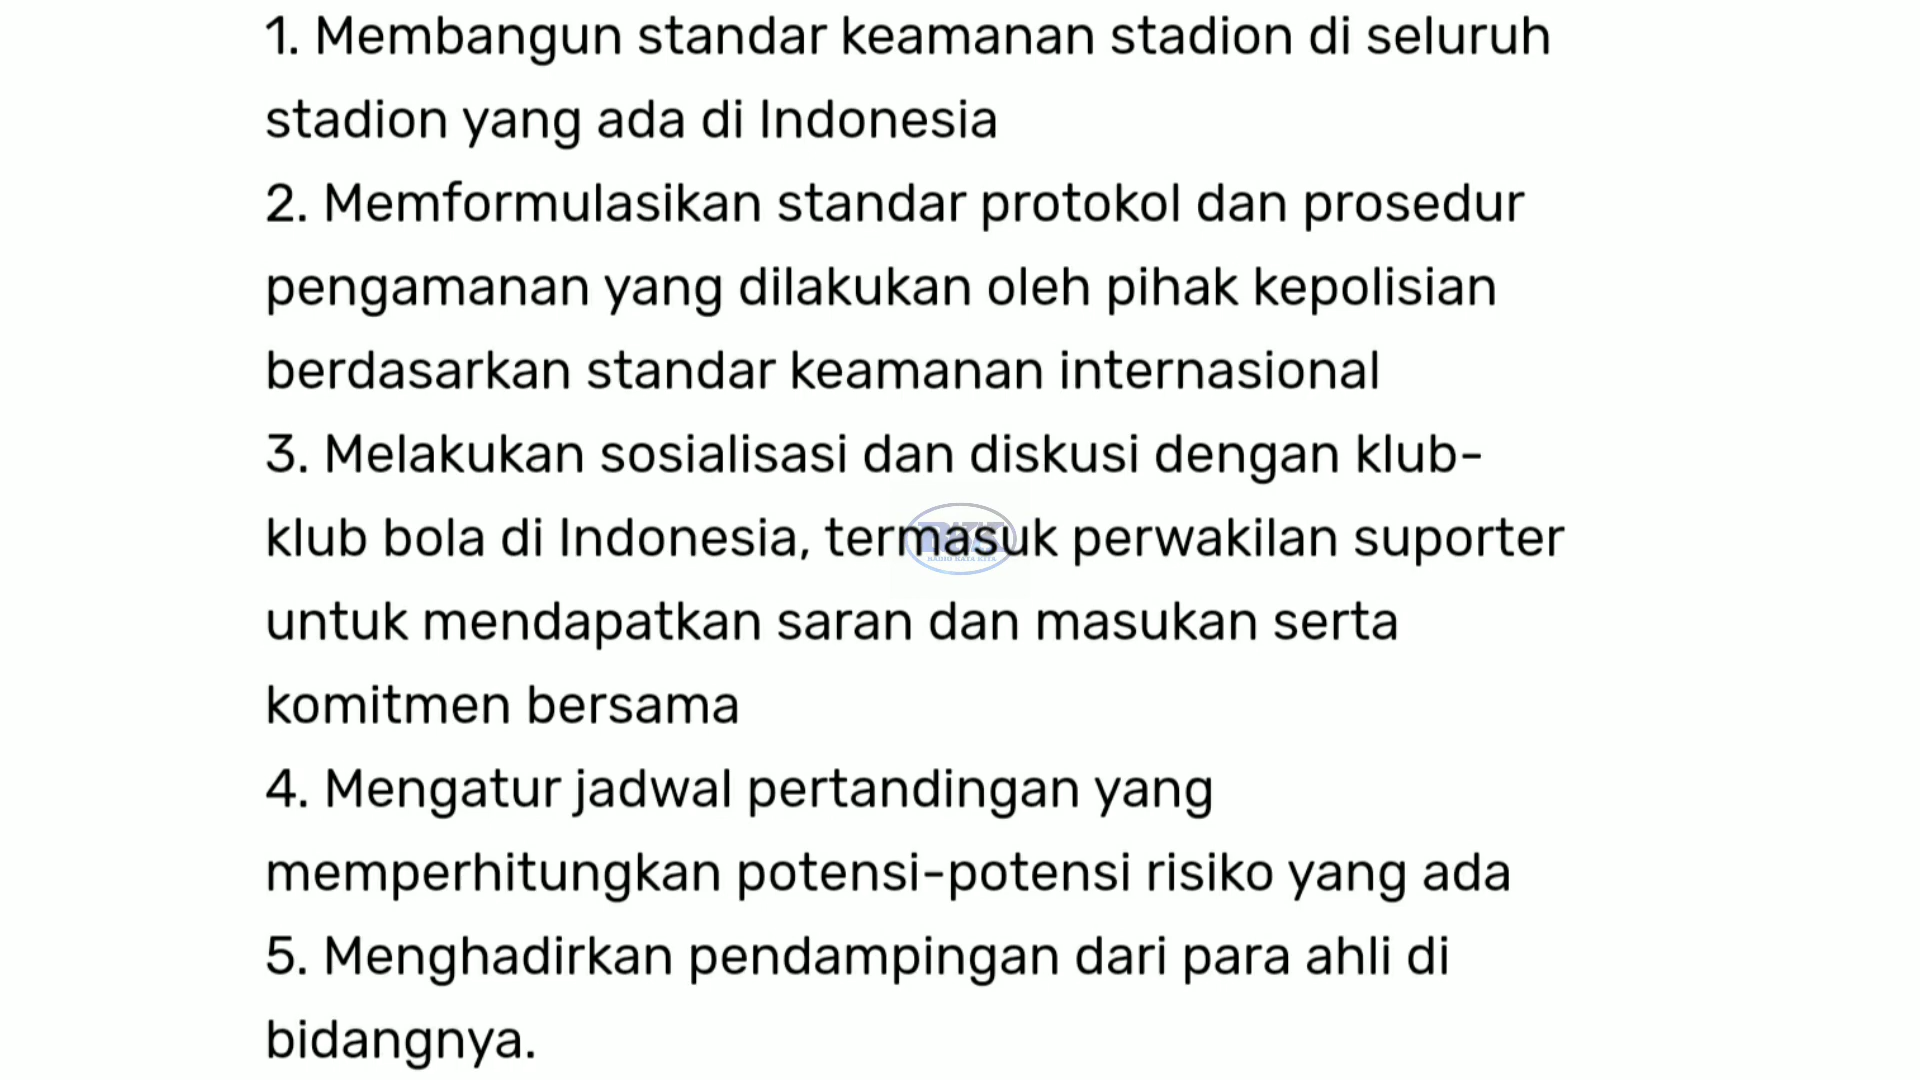 1. Membangun standar keamanan stadion di seluruh
stadion yang ada di Indonesia
2. Memformulasikan standar protokol dan prosedur
pengamanan yang dilakukan oleh pihak kepolisian
berdasarkan standar keamanan internasional
3. Melakukan sosialisasi dan diskusi dengan klub-
klub bola di Indonesia, termasuk perwakilan suporter
untuk mendapatkan saran dan masukan serta
komitmen bersama
4. Mengatur jadwal pertandingan yang
memperhitungkan potensi-potensi risiko yang ada
5. Menghadirkan pendampingan dari para ahli di
bidangnya.